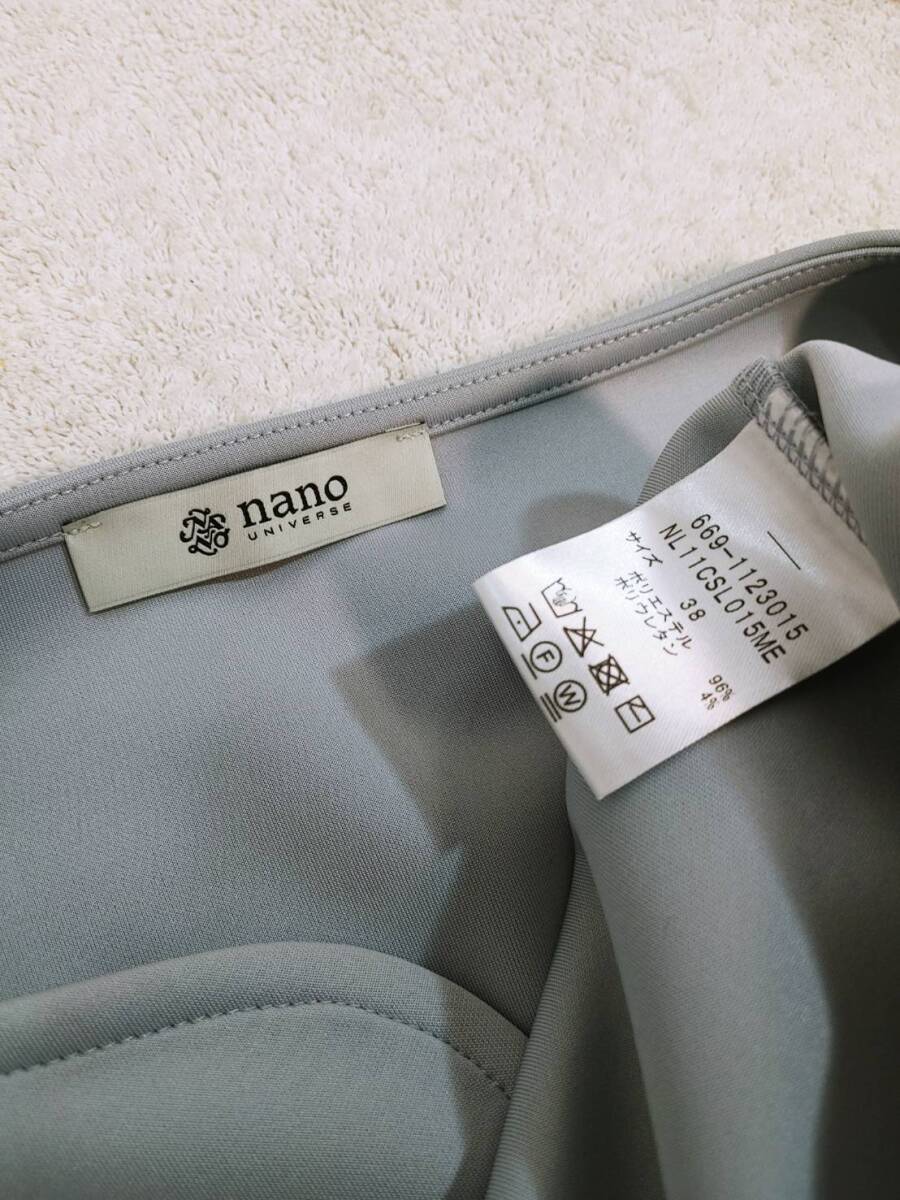 nano
UNIVERSE
669-1123015
NL11CSL015ME
サイズ 38
ポリエステル 96%
ポリウレタン 4%
F
W